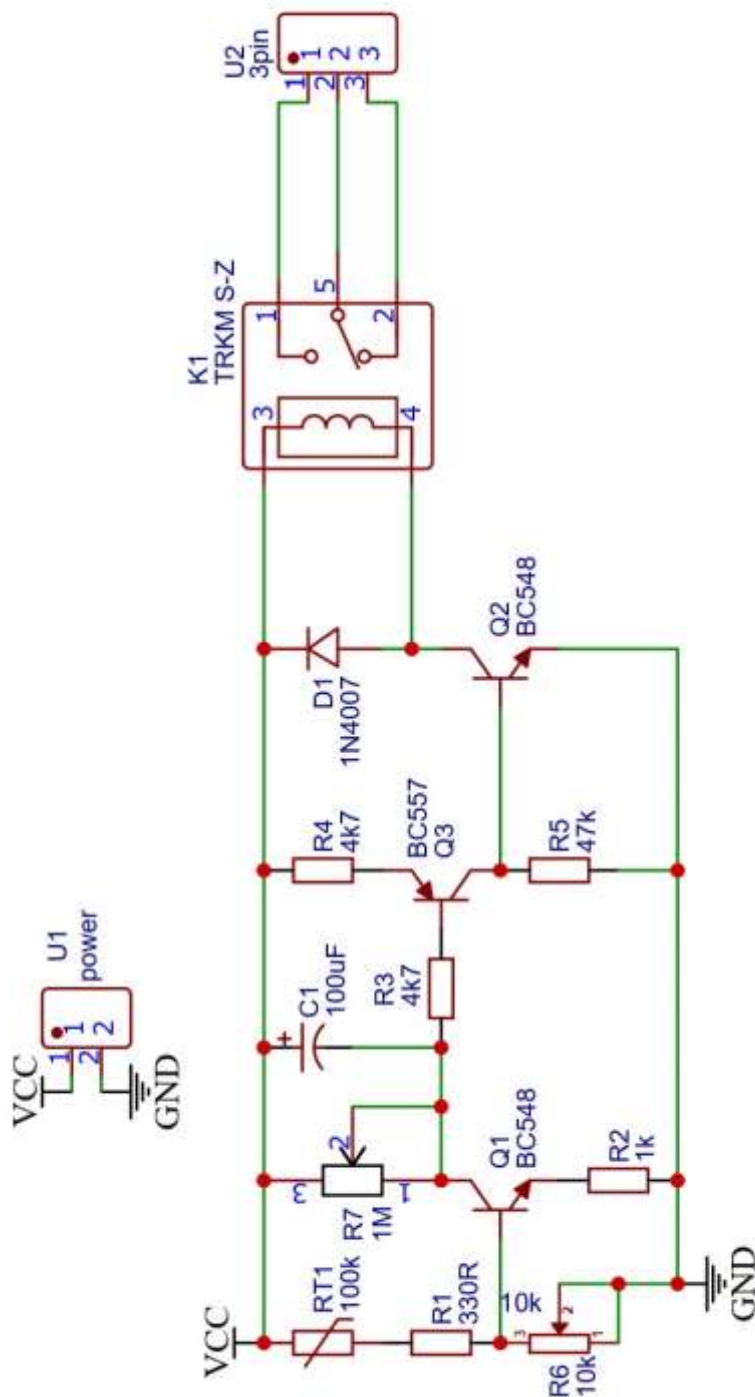 U1
power
1
2
1
2
VCC
GND
U2
3pin
1
2
3
1
2
3
K1
TRKM S-Z
1
5
2
3
4
VCC
RT1
100k
R1
330R
10k
R6
10k
3
2
1
R7
1M
3
2
1
Q1
BC548
R2
1k
+
C1
100uF
R3
4k7
R4
4k7
BC557
Q3
R5
47k
D1
1N4007
Q2
BC548
GND